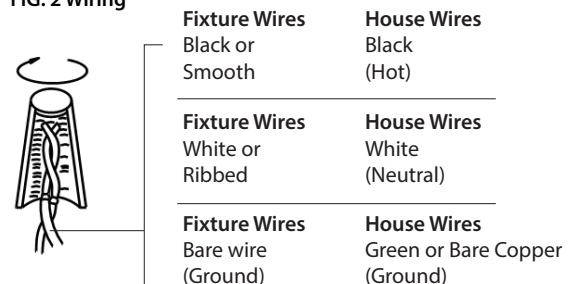 FIG. 2 Wiring
Fixture Wires House Wires
Black or Black
Smooth (Hot)
Fixture Wires House Wires
White or White
Ribbed (Neutral)
Fixture Wires House Wires
Bare wire Green or Bare Copper
(Ground) (Ground)